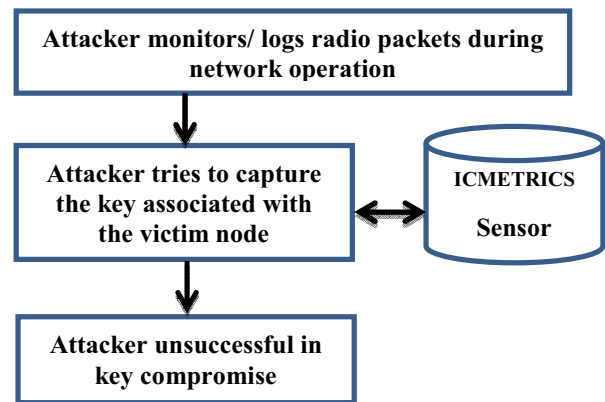 Attacker monitors/ logs radio packets during
network operation
Attacker tries to capture
the key associated with
the victim node
ICMETRICS
Sensor
Attacker unsuccessful in
key compromise